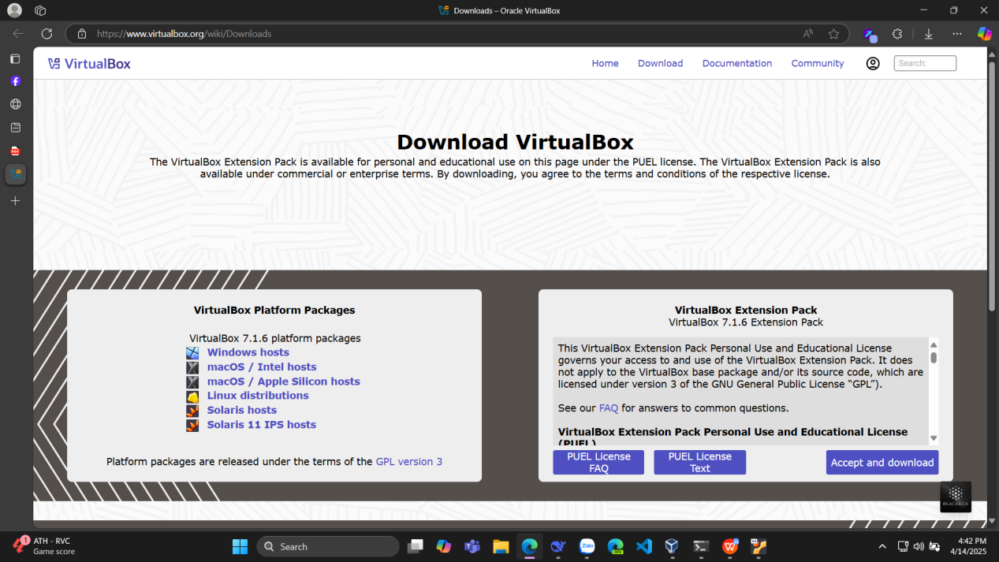 Downloads – Oracle VirtualBox
https://www.virtualbox.org/wiki/Downloads
VirtualBox
Home
Download
Documentation
Community
Search:
Download VirtualBox
The VirtualBox Extension Pack is available for personal and educational use on this page under the PUEL license. The VirtualBox Extension Pack is also
available under commercial or enterprise terms. By downloading, you agree to the terms and conditions of the respective license.
VirtualBox Platform Packages
VirtualBox 7.1.6 platform packages
Windows hosts
macOS / Intel hosts
macOS / Apple Silicon hosts
Linux distributions
Solaris hosts
Solaris 11 IPS hosts
Platform packages are released under the terms of the GPL version 3
VirtualBox Extension Pack
VirtualBox 7.1.6 Extension Pack
This VirtualBox Extension Pack Personal Use and Educational License
governs your access to and use of the VirtualBox Extension Pack. It does
not apply to the VirtualBox base package and/or its source code, which are
licensed under version 3 of the GNU General Public License “GPL”).
See our FAQ for answers to common questions.
VirtualBox Extension Pack Personal Use and Educational License
(PUEL)
PUEL License
FAQ
PUEL License
Text
Accept and download
BLACKBOX
1
ATH - RVC
Game score
Search
Zalo
DEV
4:42 PM
4/14/2025